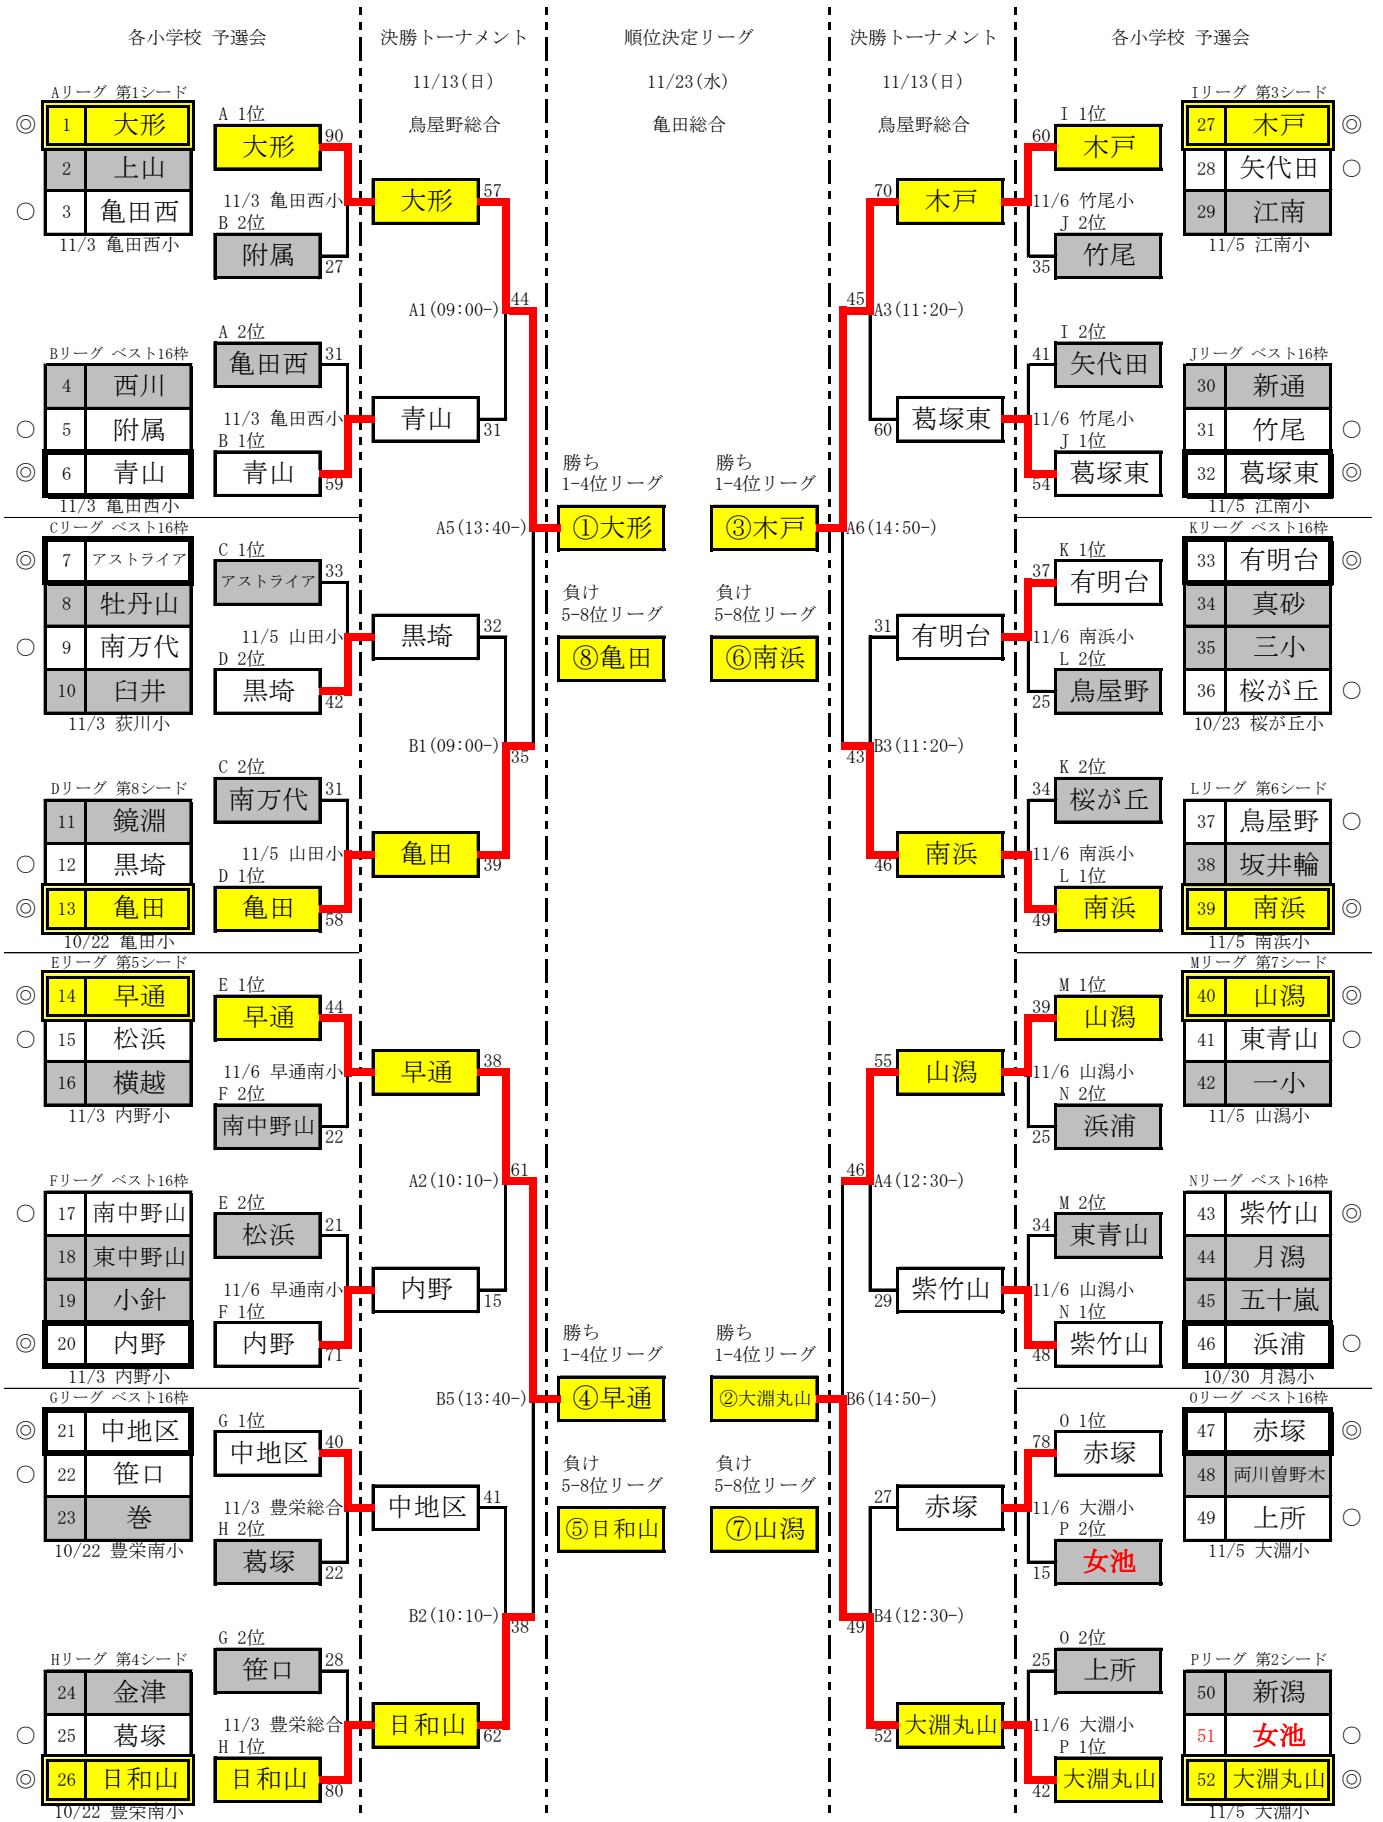 各小学校 予選会
決勝トーナメント
順位決定リーグ
決勝トーナメント
各小学校 予選会
11/13(日)
11/23(水)
11/13(日)
鳥屋野総合
亀田総合
鳥屋野総合
Aリーグ 第1シード
◎ 1 大形
2 上山
○ 3 亀田西
11/3 亀田西小
Bリーグ ベスト16枠
4 西川
○ 5 附属
◎ 6 青山
11/3 亀田西小
Cリーグ ベスト16枠
◎ 7 アストライア
8 牡丹山
○ 9 南万代
10 臼井
11/3 荻川小
Dリーグ 第8シード
11 鏡淵
○ 12 黒埼
◎ 13 亀田
10/22 亀田小
Eリーグ 第5シード
◎ 14 早通
○ 15 松浜
16 横越
11/3 内野小
Fリーグ ベスト16枠
○ 17 南中野山
18 東中野山
19 小針
◎ 20 内野
11/3 内野小
Gリーグ ベスト16枠
◎ 21 中地区
○ 22 笹口
23 巻
10/22 豊栄南小
Hリーグ 第4シード
24 金津
○ 25 葛塚
◎ 26 日和山
10/22 豊栄南小
A 1位
大形 90
11/3 亀田西小
B 2位
附属 27
A 2位
亀田西 31
11/3 亀田西小
B 1位
青山 59
C 1位
アストライア 33
11/5 山田小
D 2位
黒埼 42
C 2位
南万代 31
11/5 山田小
D 1位
亀田 58
E 1位
早通 44
11/6 早通南小
F 2位
南中野山 22
E 2位
松浜 21
11/6 早通南小
F 1位
内野 71
G 1位
中地区 40
11/3 豊栄総合
H 2位
葛塚 22
G 2位
笹口 28
11/3 豊栄総合
H 1位
日和山 80
大形 57
A1(09:00-) 44
青山 31
A5(13:40-)
黒埼 32
B1(09:00-) 35
亀田 39
早通 38
A2(10:10-) 61
内野 15
B5(13:40-)
中地区 41
B2(10:10-) 38
日和山 62
勝ち
1-4位リーグ
①大形
負け
5-8位リーグ
⑧亀田
勝ち
1-4位リーグ
③木戸
負け
5-8位リーグ
⑥南浜
勝ち
1-4位リーグ
④早通
負け
5-8位リーグ
⑤日和山
勝ち
1-4位リーグ
②大淵丸山
負け
5-8位リーグ
⑦山潟
70 木戸
45 A3(11:20-)
60 葛塚東
A6(14:50-)
31 有明台
43 B3(11:20-)
46 南浜
55 山潟
46 A4(12:30-)
29 紫竹山
B6(14:50-)
27 赤塚
49 B4(12:30-)
52 大淵丸山
I 1位
60 木戸
11/6 竹尾小
J 2位
35 竹尾
I 2位
41 矢代田
11/6 竹尾小
J 1位
54 葛塚東
K 1位
37 有明台
11/6 南浜小
L 2位
25 鳥屋野
K 2位
34 桜が丘
11/6 南浜小
L 1位
49 南浜
M 1位
39 山潟
11/6 山潟小
N 2位
25 浜浦
M 2位
34 東青山
11/6 山潟小
N 1位
48 紫竹山
O 1位
78 赤塚
11/6 大淵小
P 2位
15 女池
O 2位
25 上所
11/6 大淵小
P 1位
42 大淵丸山
Iリーグ 第3シード
27 木戸 ◎
28 矢代田 ○
29 江南
11/5 江南小
Jリーグ ベスト16枠
30 新通
31 竹尾 ○
32 葛塚東 ◎
11/5 江南小
Kリーグ ベスト16枠
33 有明台 ◎
34 真砂
35 三小
36 桜が丘 ○
10/23 桜が丘小
Lリーグ 第6シード
37 鳥屋野 ○
38 坂井輪
39 南浜 ◎
11/5 南浜小
Mリーグ 第7シード
40 山潟 ◎
41 東青山 ○
42 一小
11/5 山潟小
Nリーグ ベスト16枠
43 紫竹山 ◎
44 月潟
45 五十嵐
46 浜浦 ○
10/30 月潟小
Oリーグ ベスト16枠
47 赤塚 ◎
48 両川曽野木
49 上所 ○
11/5 大淵小
Pリーグ 第2シード
50 新潟
51 女池 ○
52 大淵丸山 ◎
11/5 大淵小